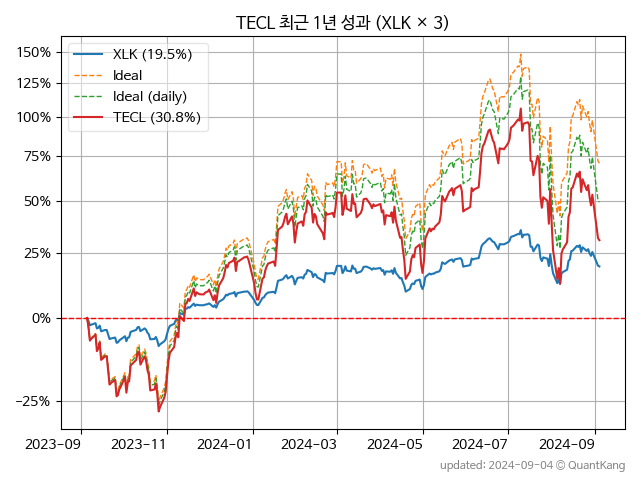 TECL 최근 1년 성과 (XLK × 3)
XLK (19.5%)
Ideal
Ideal (daily)
TECL (30.8%)
150%
125%
100%
75%
50%
25%
0%
−25%
2023-09
2023-11
2024-01
2024-03
2024-05
2024-07
2024-09
updated: 2024-09-04 © QuantKang